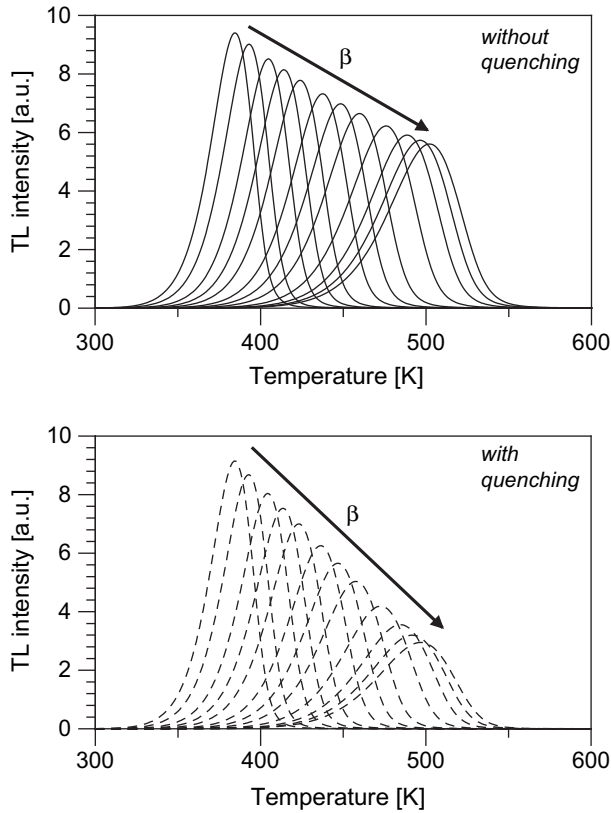 10
8
6
4
2
0
TL intensity [a.u.]
β
without
quenching
300
400
500
600
Temperature [K]
10
8
6
4
2
0
TL intensity [a.u.]
β
with
quenching
300
400
500
600
Temperature [K]